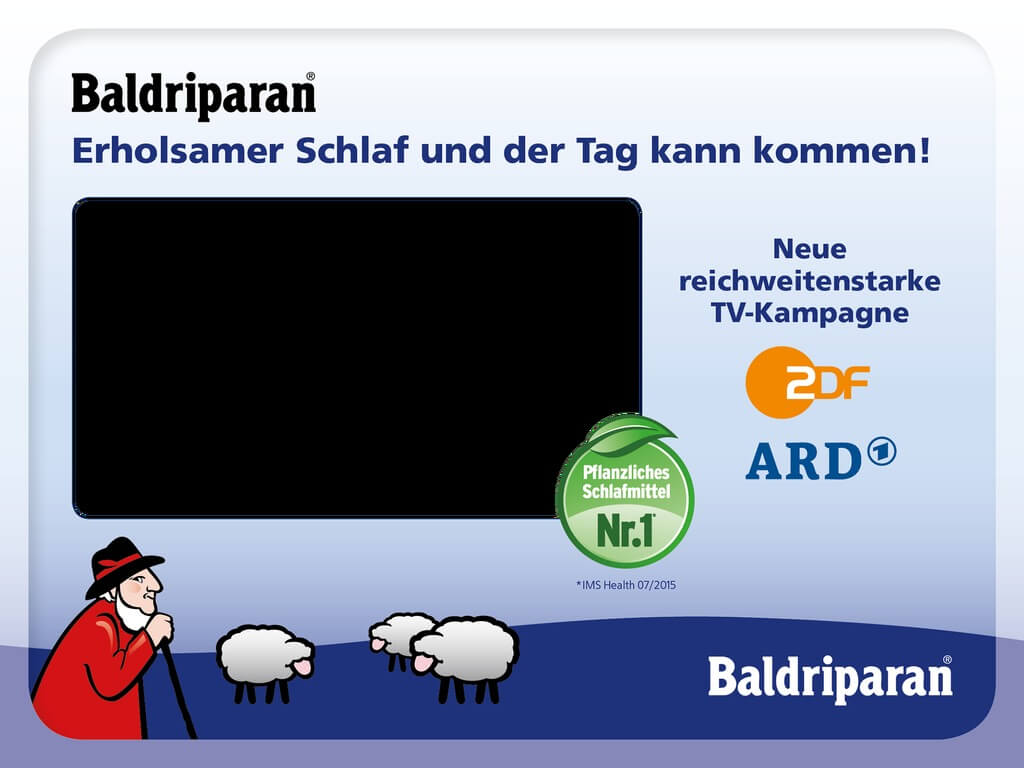 Baldriparan®
Erholsamer Schlaf und der Tag kann kommen!
Neue
reichweitenstarke
TV-Kampagne
ZDF
ARD 1
Pflanzliches
Schlafmittel
Nr.1*
*IMS Health 07/2015
Baldriparan®